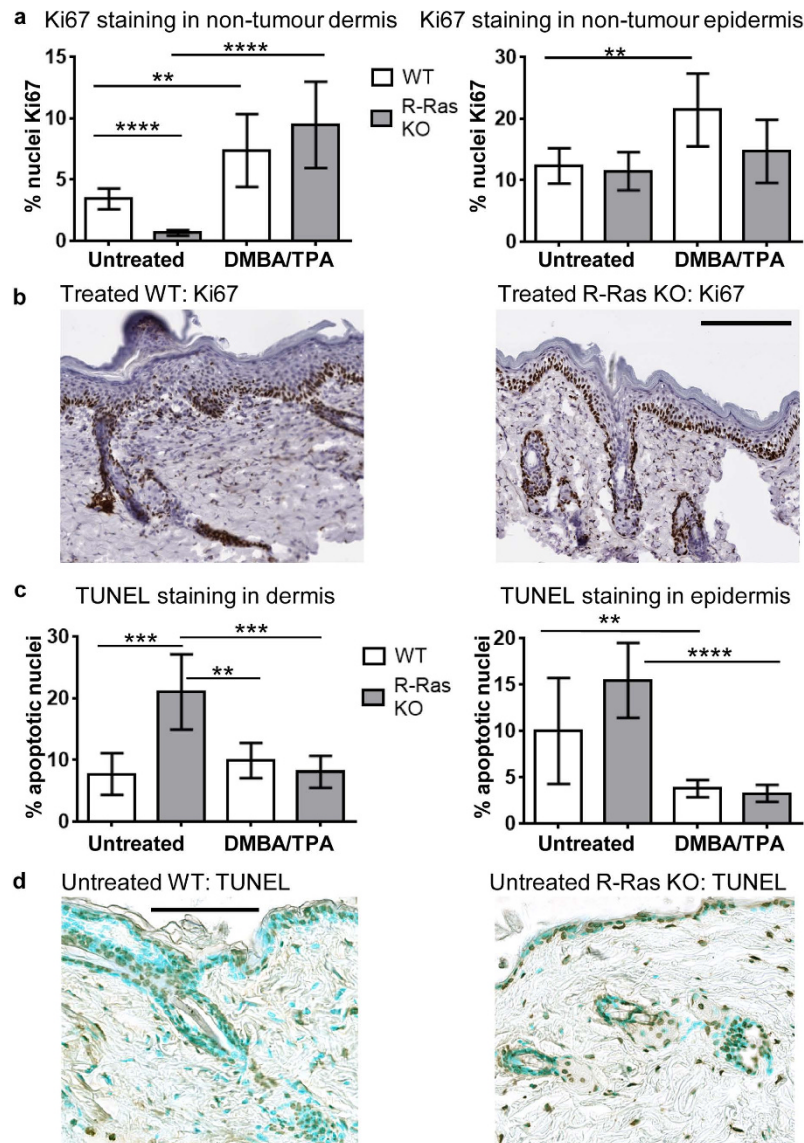 a Ki67 staining in non-tumour dermis
Ki67 staining in non-tumour epidermis
% nuclei Ki67
15
10
5
0
****
**
****
Untreated
DMBA/TPA
WT
R-Ras
KO
% nuclei Ki67
30
20
10
0
**
Untreated
DMBA/TPA
b Treated WT: Ki67
Treated R-Ras KO: Ki67
c TUNEL staining in dermis
TUNEL staining in epidermis
% apoptotic nuclei
30
20
10
0
***
***
**
Untreated
DMBA/TPA
WT
R-Ras
KO
% apoptotic nuclei
20
15
10
5
0
**
****
Untreated
DMBA/TPA
d Untreated WT: TUNEL
Untreated R-Ras KO: TUNEL